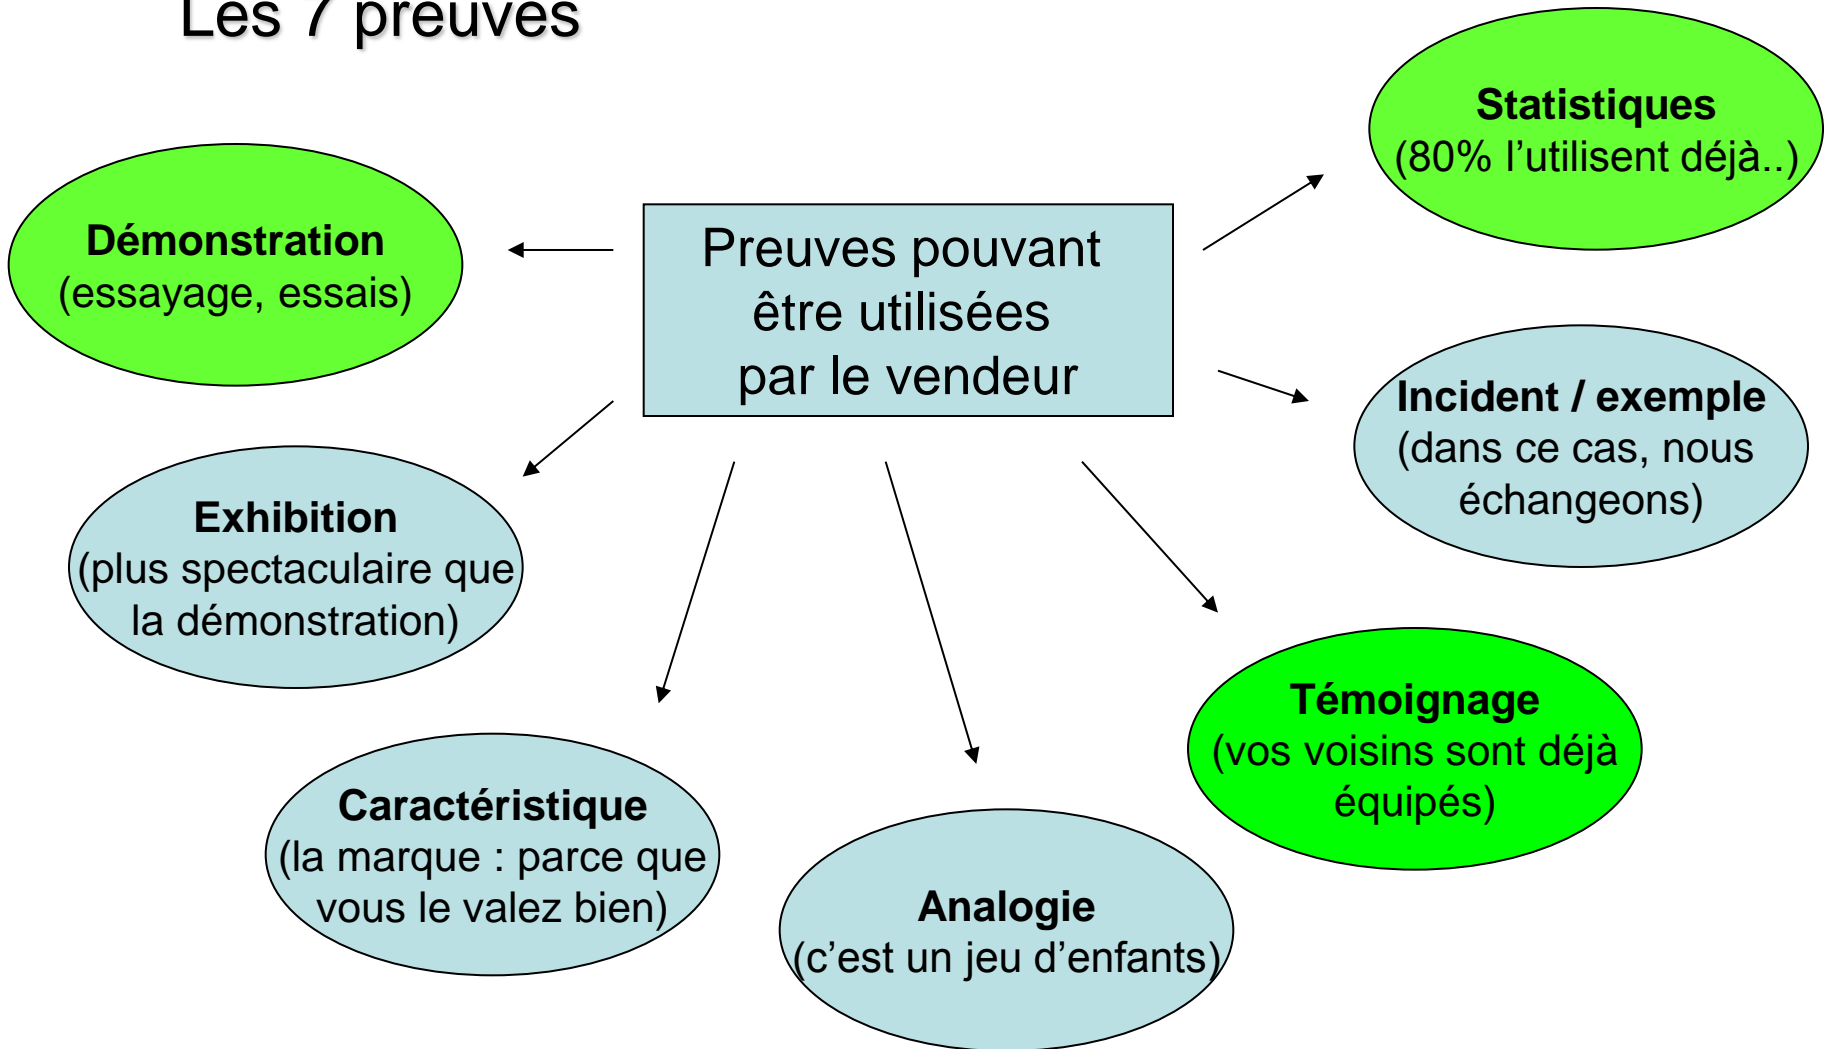 Les 7 preuves
Statistiques
(80% l’utilisent déjà..)
Démonstration
(essayage, essais)
Preuves pouvant
être utilisées
par le vendeur
Incident / exemple
(dans ce cas, nous
échangeons)
Exhibition
(plus spectaculaire que
la démonstration)
Témoignage
(vos voisins sont déjà
équipés)
Caractéristique
(la marque : parce que
vous le valez bien)
Analogie
(c’est un jeu d’enfants)